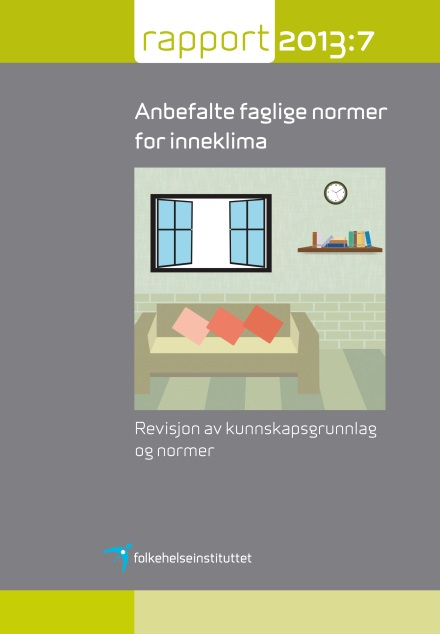 rapport 2013:7
Anbefalte faglige normer
for inneklima
Revisjon av kunnskapsgrunnlag
og normer
folkehelseinstituttet